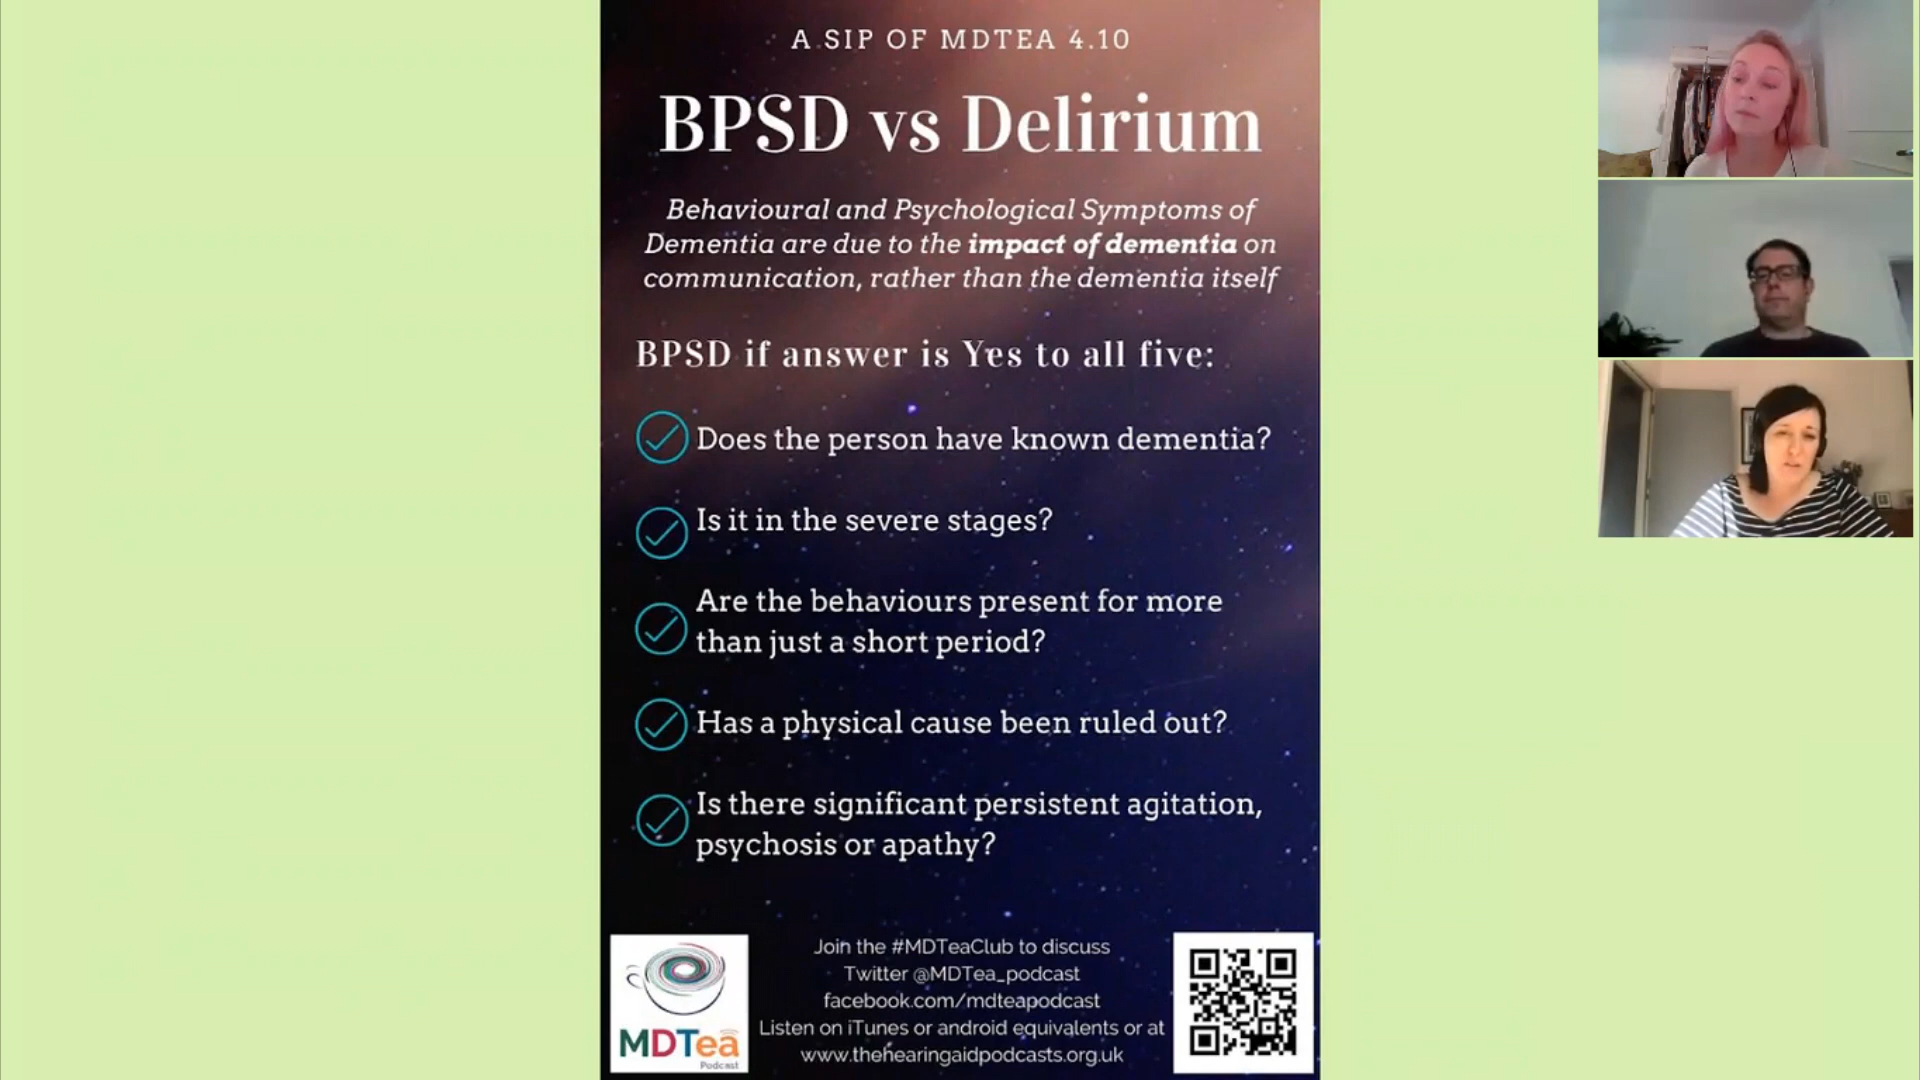 A SIP OF MDTEA 4.10
BPSD vs Delirium
Behavioural and Psychological Symptoms of
Dementia are due to the impact of dementia on
communication, rather than the dementia itself
BPSD if answer is Yes to all five:
Does the person have known dementia?
Is it in the severe stages?
Are the behaviours present for more
than just a short period?
Has a physical cause been ruled out?
Is there significant persistent agitation,
psychosis or apathy?
MDTea
Podcast
Join the #MDTeaClub to discuss
Twitter @MDTea_podcast
facebook.com/mdteapodcast
Listen on iTunes or android equivalents or at
www.thehearingaidpodcasts.org.uk